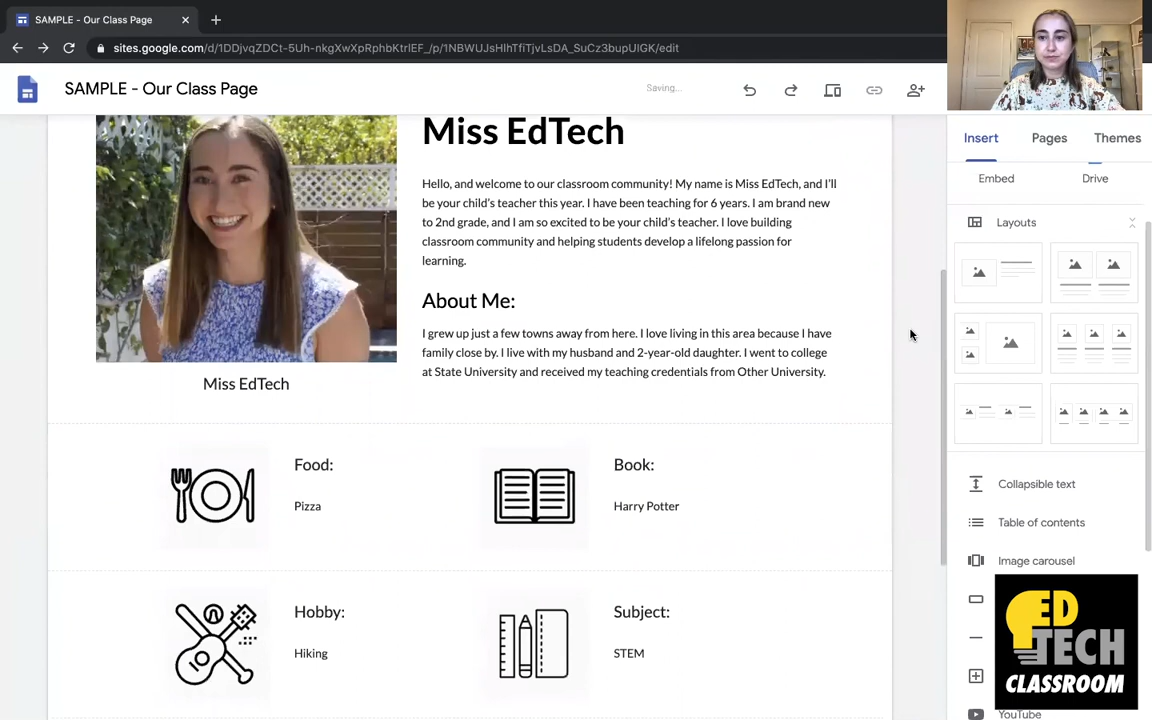 SAMPLE - Our Class Page
sites.google.com/d/1DDjvqZDCt-5Uh-nkgXwXpRphbKtrlEF_/p/1NBWUJsHlhTfiTjvLsDA_SuCz3bupUlGK/edit
SAMPLE - Our Class Page
Saving...
Insert
Pages
Themes
Embed
Drive
Layouts
Miss EdTech
Hello, and welcome to our classroom community! My name is Miss EdTech, and I'll
be your child's teacher this year. I have been teaching for 6 years. I am brand new
to 2nd grade, and I am so excited to be your child's teacher. I love building
classroom community and helping students develop a lifelong passion for
learning.
About Me:
I grew up just a few towns away from here. I love living in this area because I have
family close by. I live with my husband and 2-year-old daughter. I went to college
at State University and received my teaching credentials from Other University.
Miss EdTech
Food:
Pizza
Book:
Harry Potter
Hobby:
Hiking
Subject:
STEM
Collapsible text
Table of contents
Image carousel
YouTube
ED
TECH
CLASSROOM